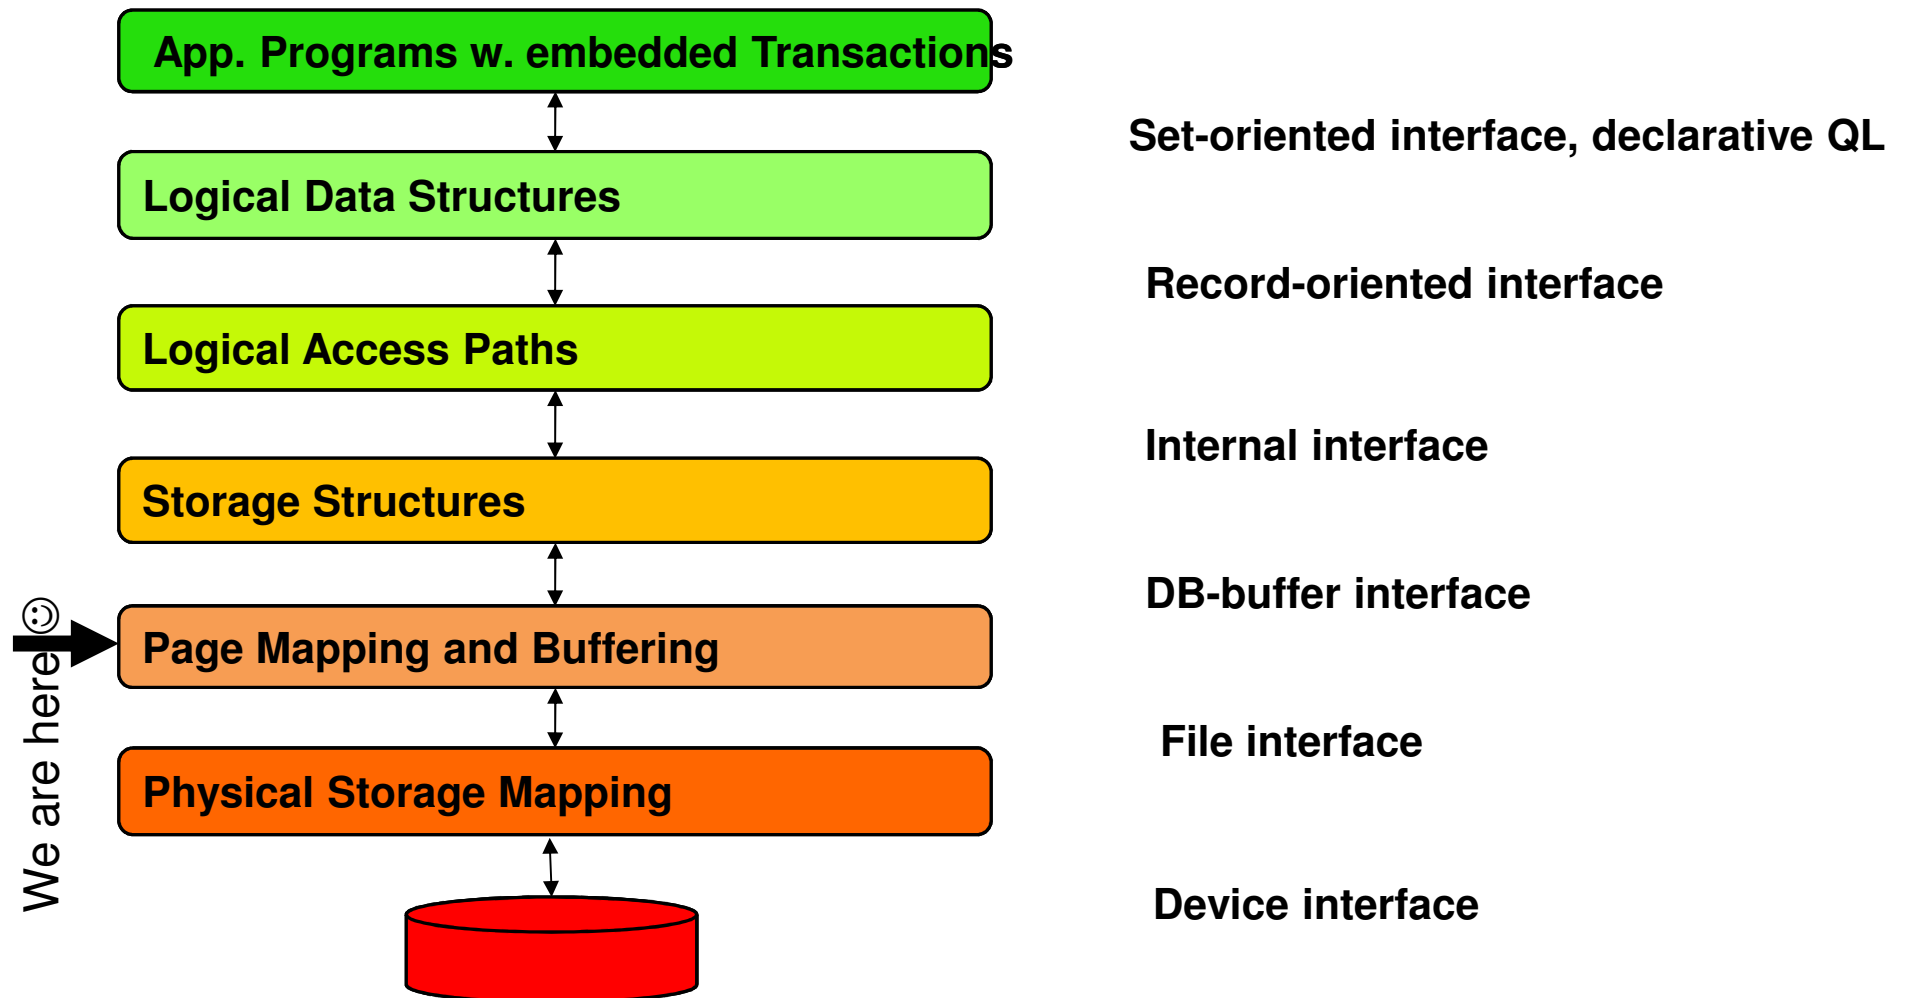 App. Programs w. embedded Transactions
Set-oriented interface, declarative QL
Logical Data Structures
Record-oriented interface
Logical Access Paths
Internal interface
Storage Structures
DB-buffer interface
We are here☺
Page Mapping and Buffering
File interface
Physical Storage Mapping
Device interface